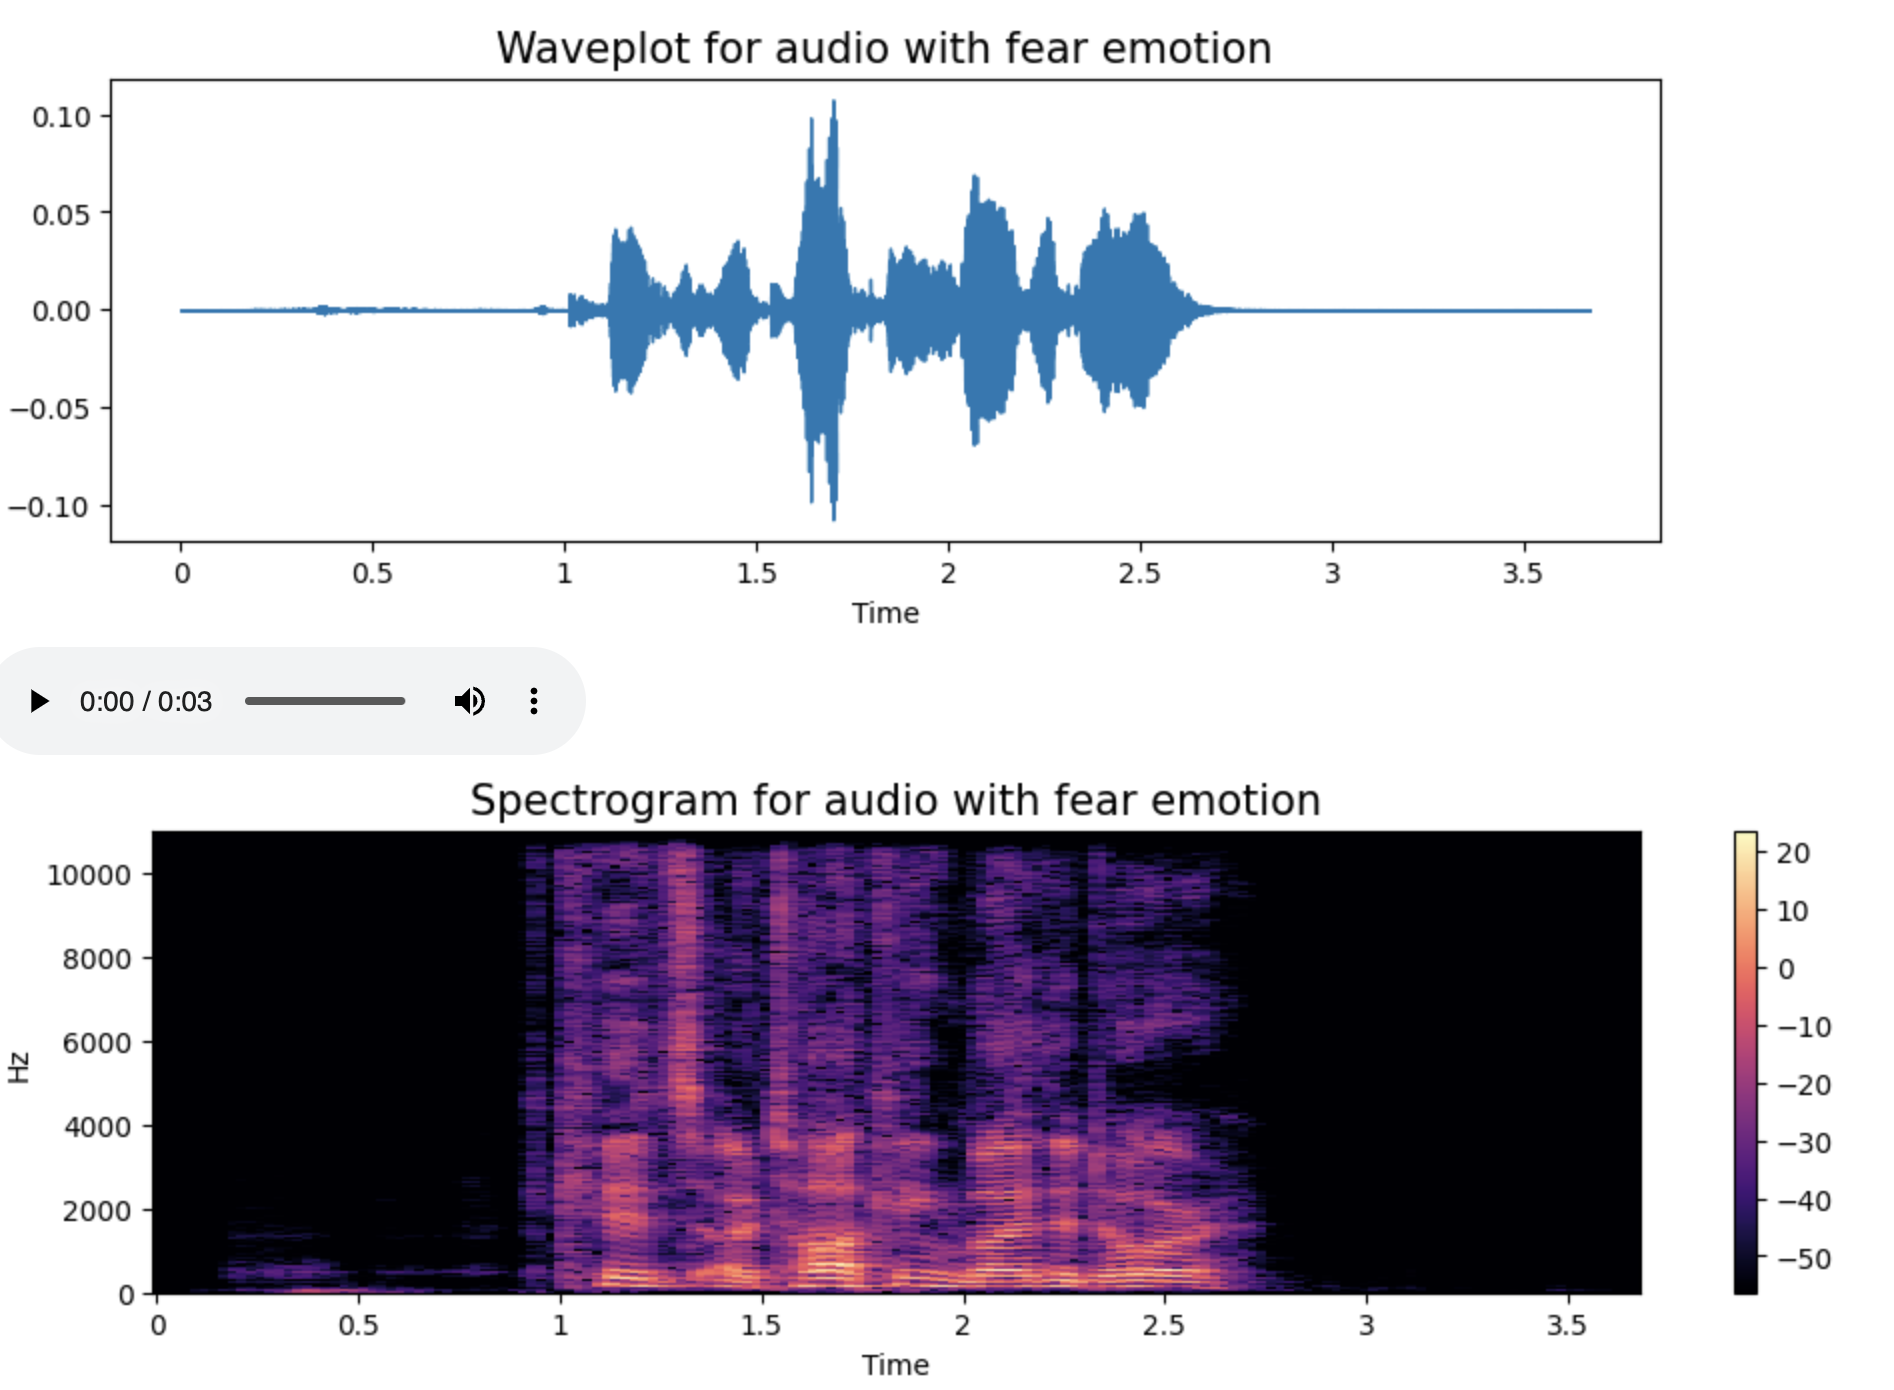 Waveplot for audio with fear emotion
0.10
0.05
0.00
−0.05
−0.10
0 0.5 1 1.5 2 2.5 3 3.5
Time
0:00 / 0:03
Spectrogram for audio with fear emotion
10000
8000
6000
4000
2000
0
Hz
20
10
0
−10
−20
−30
−40
−50
0 0.5 1 1.5 2 2.5 3 3.5
Time